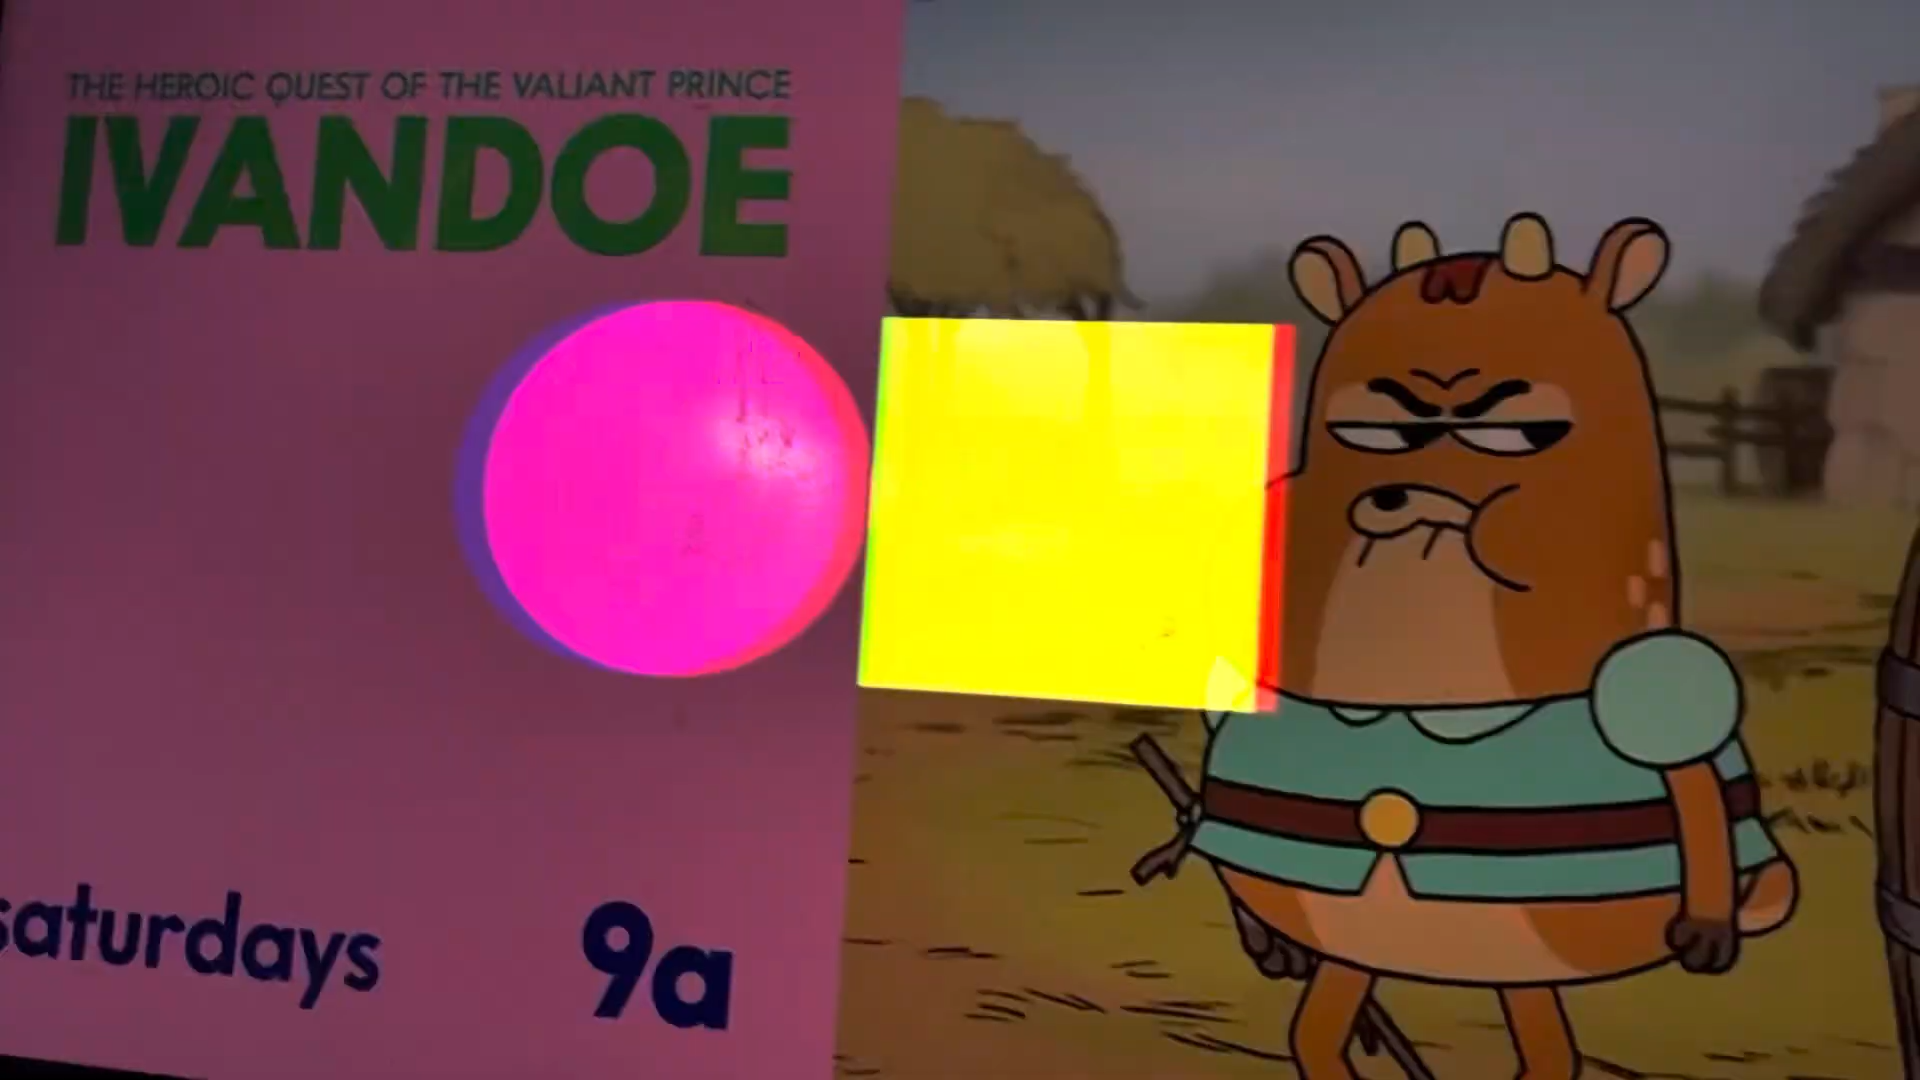 THE HEROIC QUEST OF THE VALIANT PRINCE
IVANDOE
saturdays
9a